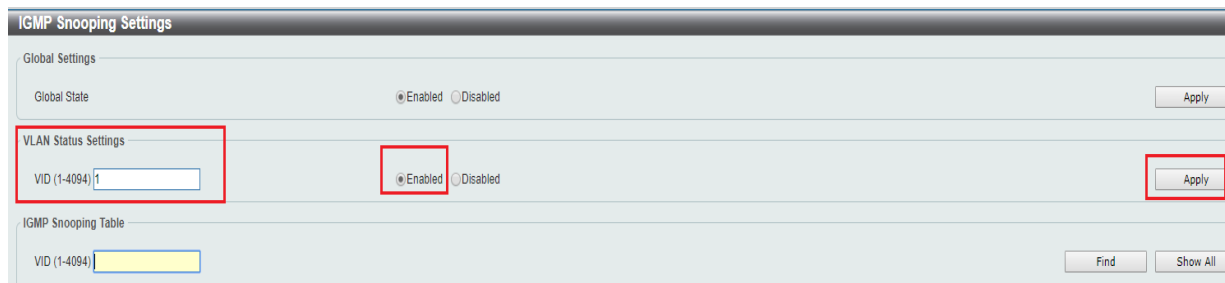 IGMP Snooping Settings
Global Settings
Global State Enabled Disabled Apply
VLAN Status Settings
VID (1-4094) 1 Enabled Disabled Apply
IGMP Snooping Table
VID (1-4094) Find Show All